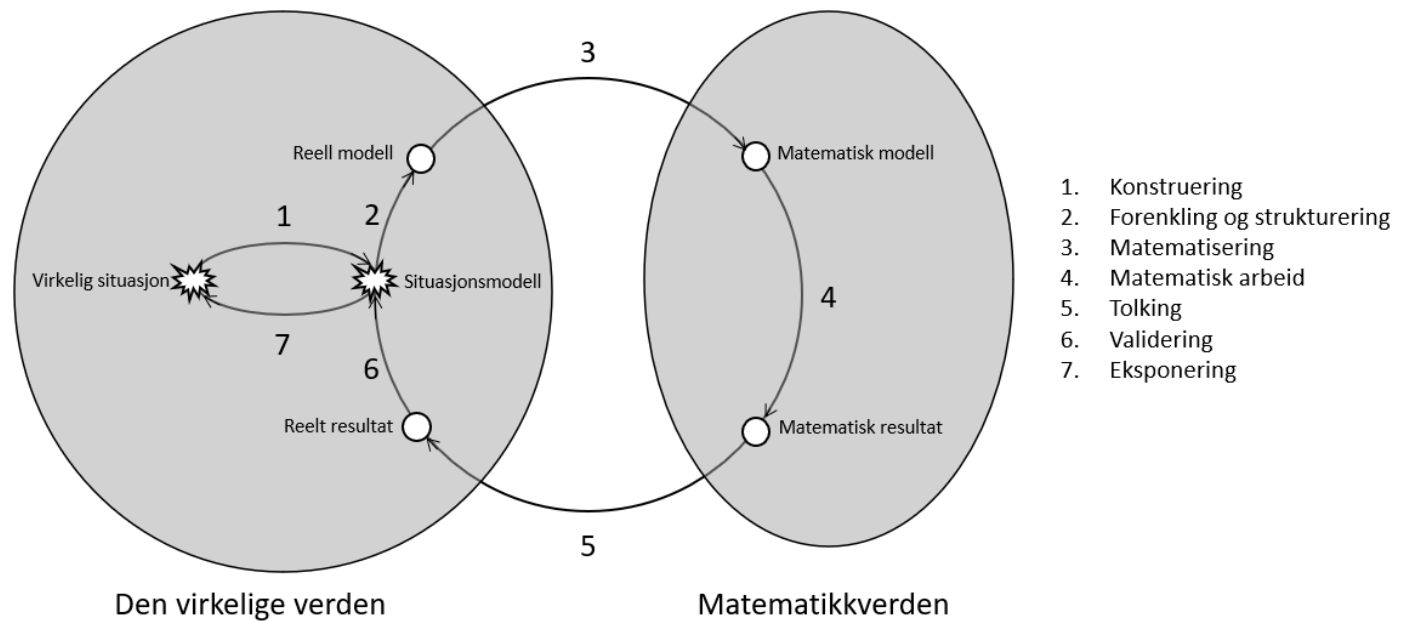 3
Reell modell
Matematisk modell
1
2
Virkelig situasjon
Situasjonsmodell
4
7
6
Reelt resultat
Matematisk resultat
5
1. Konstruering
2. Forenkling og strukturering
3. Matematisering
4. Matematisk arbeid
5. Tolking
6. Validering
7. Eksponering
Den virkelige verden
Matematikkverden